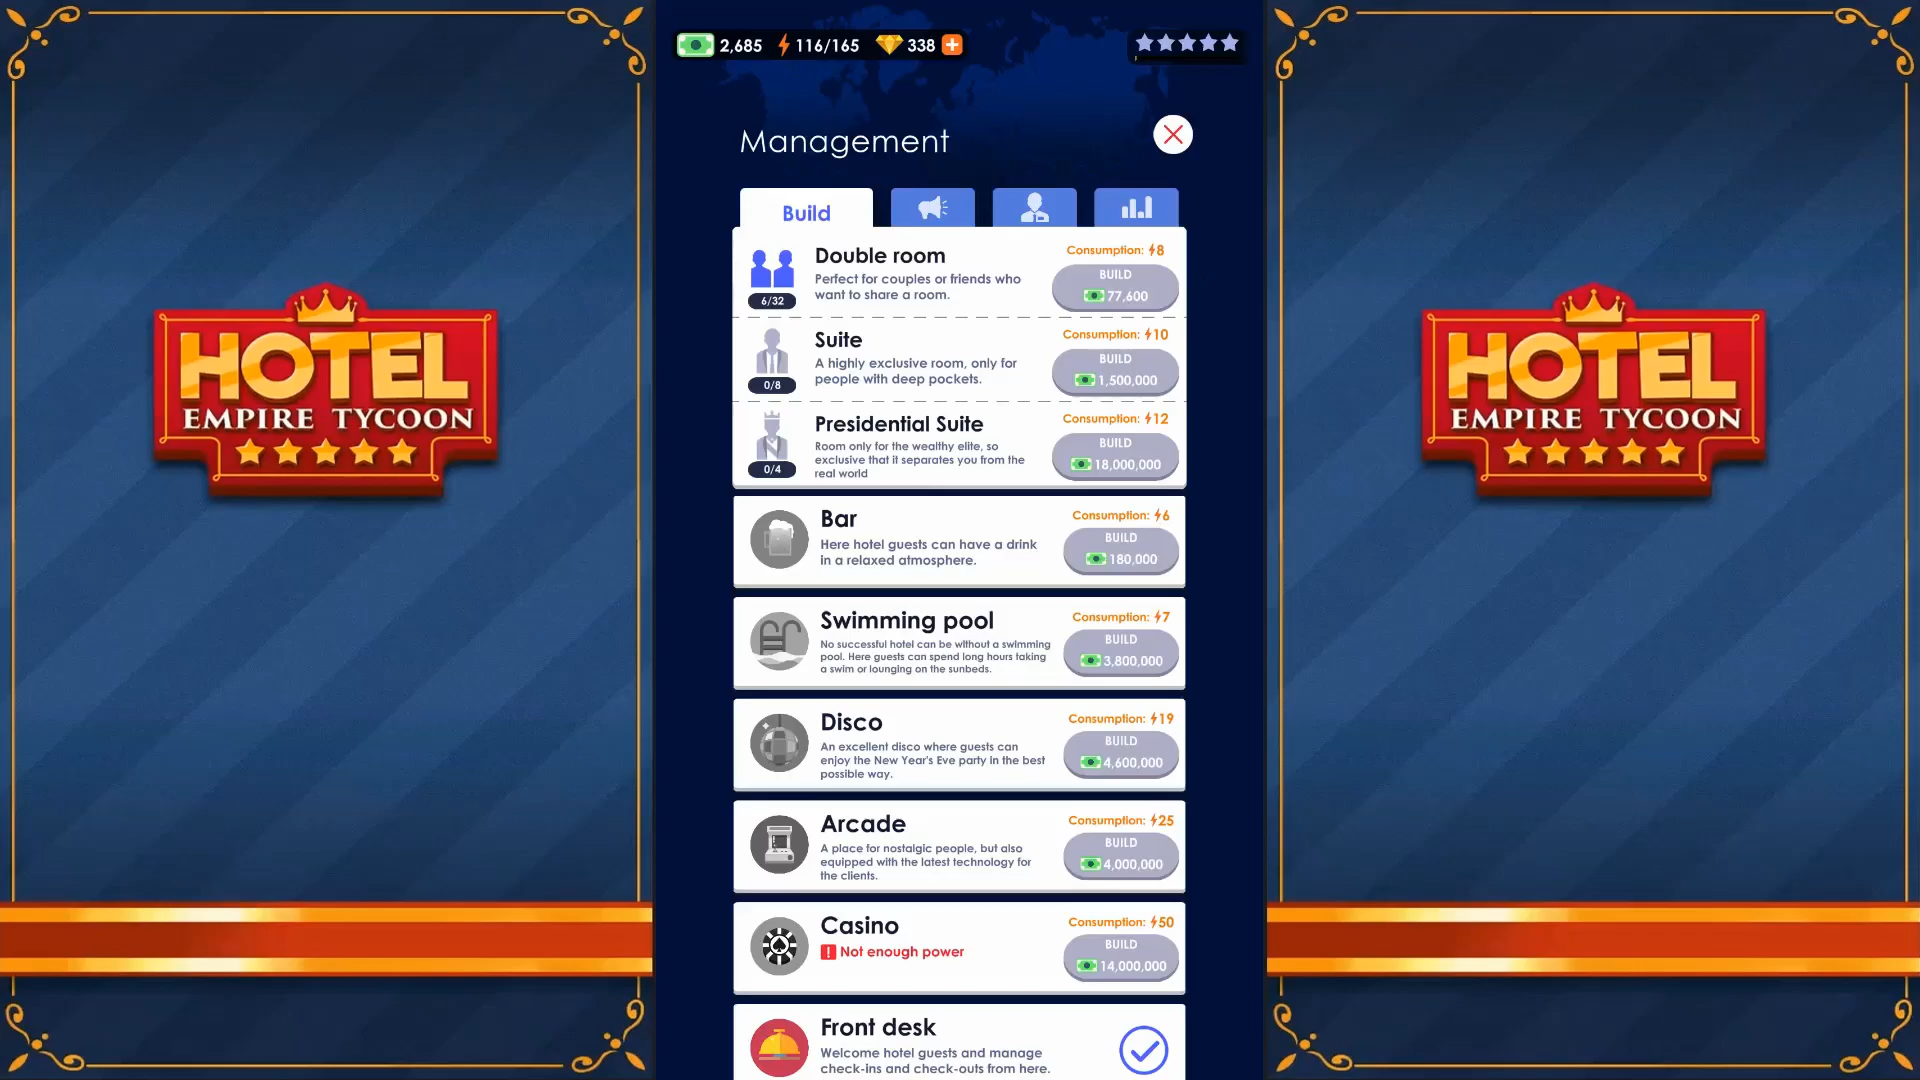 2,685 116/165 338
Management
HOTEL
EMPIRE TYCOON
Build
Double room
Perfect for couples or friends who
want to share a room.
6/32
Consumption: 8
BUILD
77,600
Suite
A highly exclusive room, only for
people with deep pockets.
0/8
Consumption: 10
BUILD
1,500,000
Presidential Suite
Room only for the wealthy elite, so
exclusive that it separates you from the
real world
0/4
Consumption: 12
BUILD
18,000,000
Bar
Here hotel guests can have a drink
in a relaxed atmosphere.
Consumption: 6
BUILD
180,000
Swimming pool
No successful hotel can be without a swimming
pool. Here guests can spend long hours taking
a swim or lounging on the sunbeds.
Consumption: 7
BUILD
3,800,000
Disco
An excellent disco where guests can
enjoy the New Year's Eve party in the best
possible way.
Consumption: 19
BUILD
4,600,000
Arcade
A place for nostalgic people, but also
equipped with the latest technology for
the clients.
Consumption: 25
BUILD
4,000,000
Casino
Not enough power
Consumption: 50
BUILD
14,000,000
Front desk
Welcome hotel guests and manage
check-ins and check-outs from here.
HOTEL
EMPIRE TYCOON